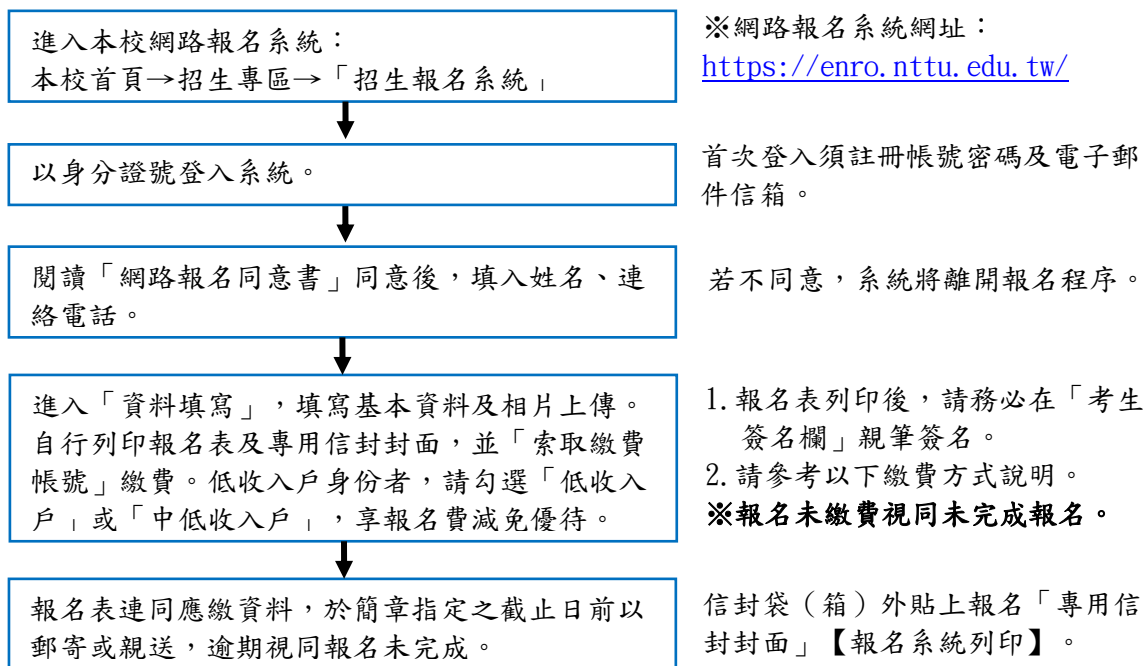 進入本校網路報名系統：
本校首頁→招生專區→「招生報名系統」
※網路報名系統網址：
https://enro.nttu.edu.tw/
以身分證號登入系統。
首次登入須註冊帳號密碼及電子郵
件信箱。
閱讀「網路報名同意書」同意後，填入姓名、連
絡電話。
若不同意，系統將離開報名程序。
進入「資料填寫」，填寫基本資料及相片上傳。
自行列印報名表及專用信封封面，並「索取繳費
帳號」繳費。低收入戶身份者，請勾選「低收入
戶」或「中低收入戶」，享報名費減免優待。
1.報名表列印後，請務必在「考生
簽名欄」親筆簽名。
2.請參考以下繳費方式說明。
※報名未繳費視同未完成報名。
報名表連同應繳資料，於簡章指定之截止日前以
郵寄或親送，逾期視同報名未完成。
信封袋（箱）外貼上報名「專用信
封封面」【報名系統列印】。